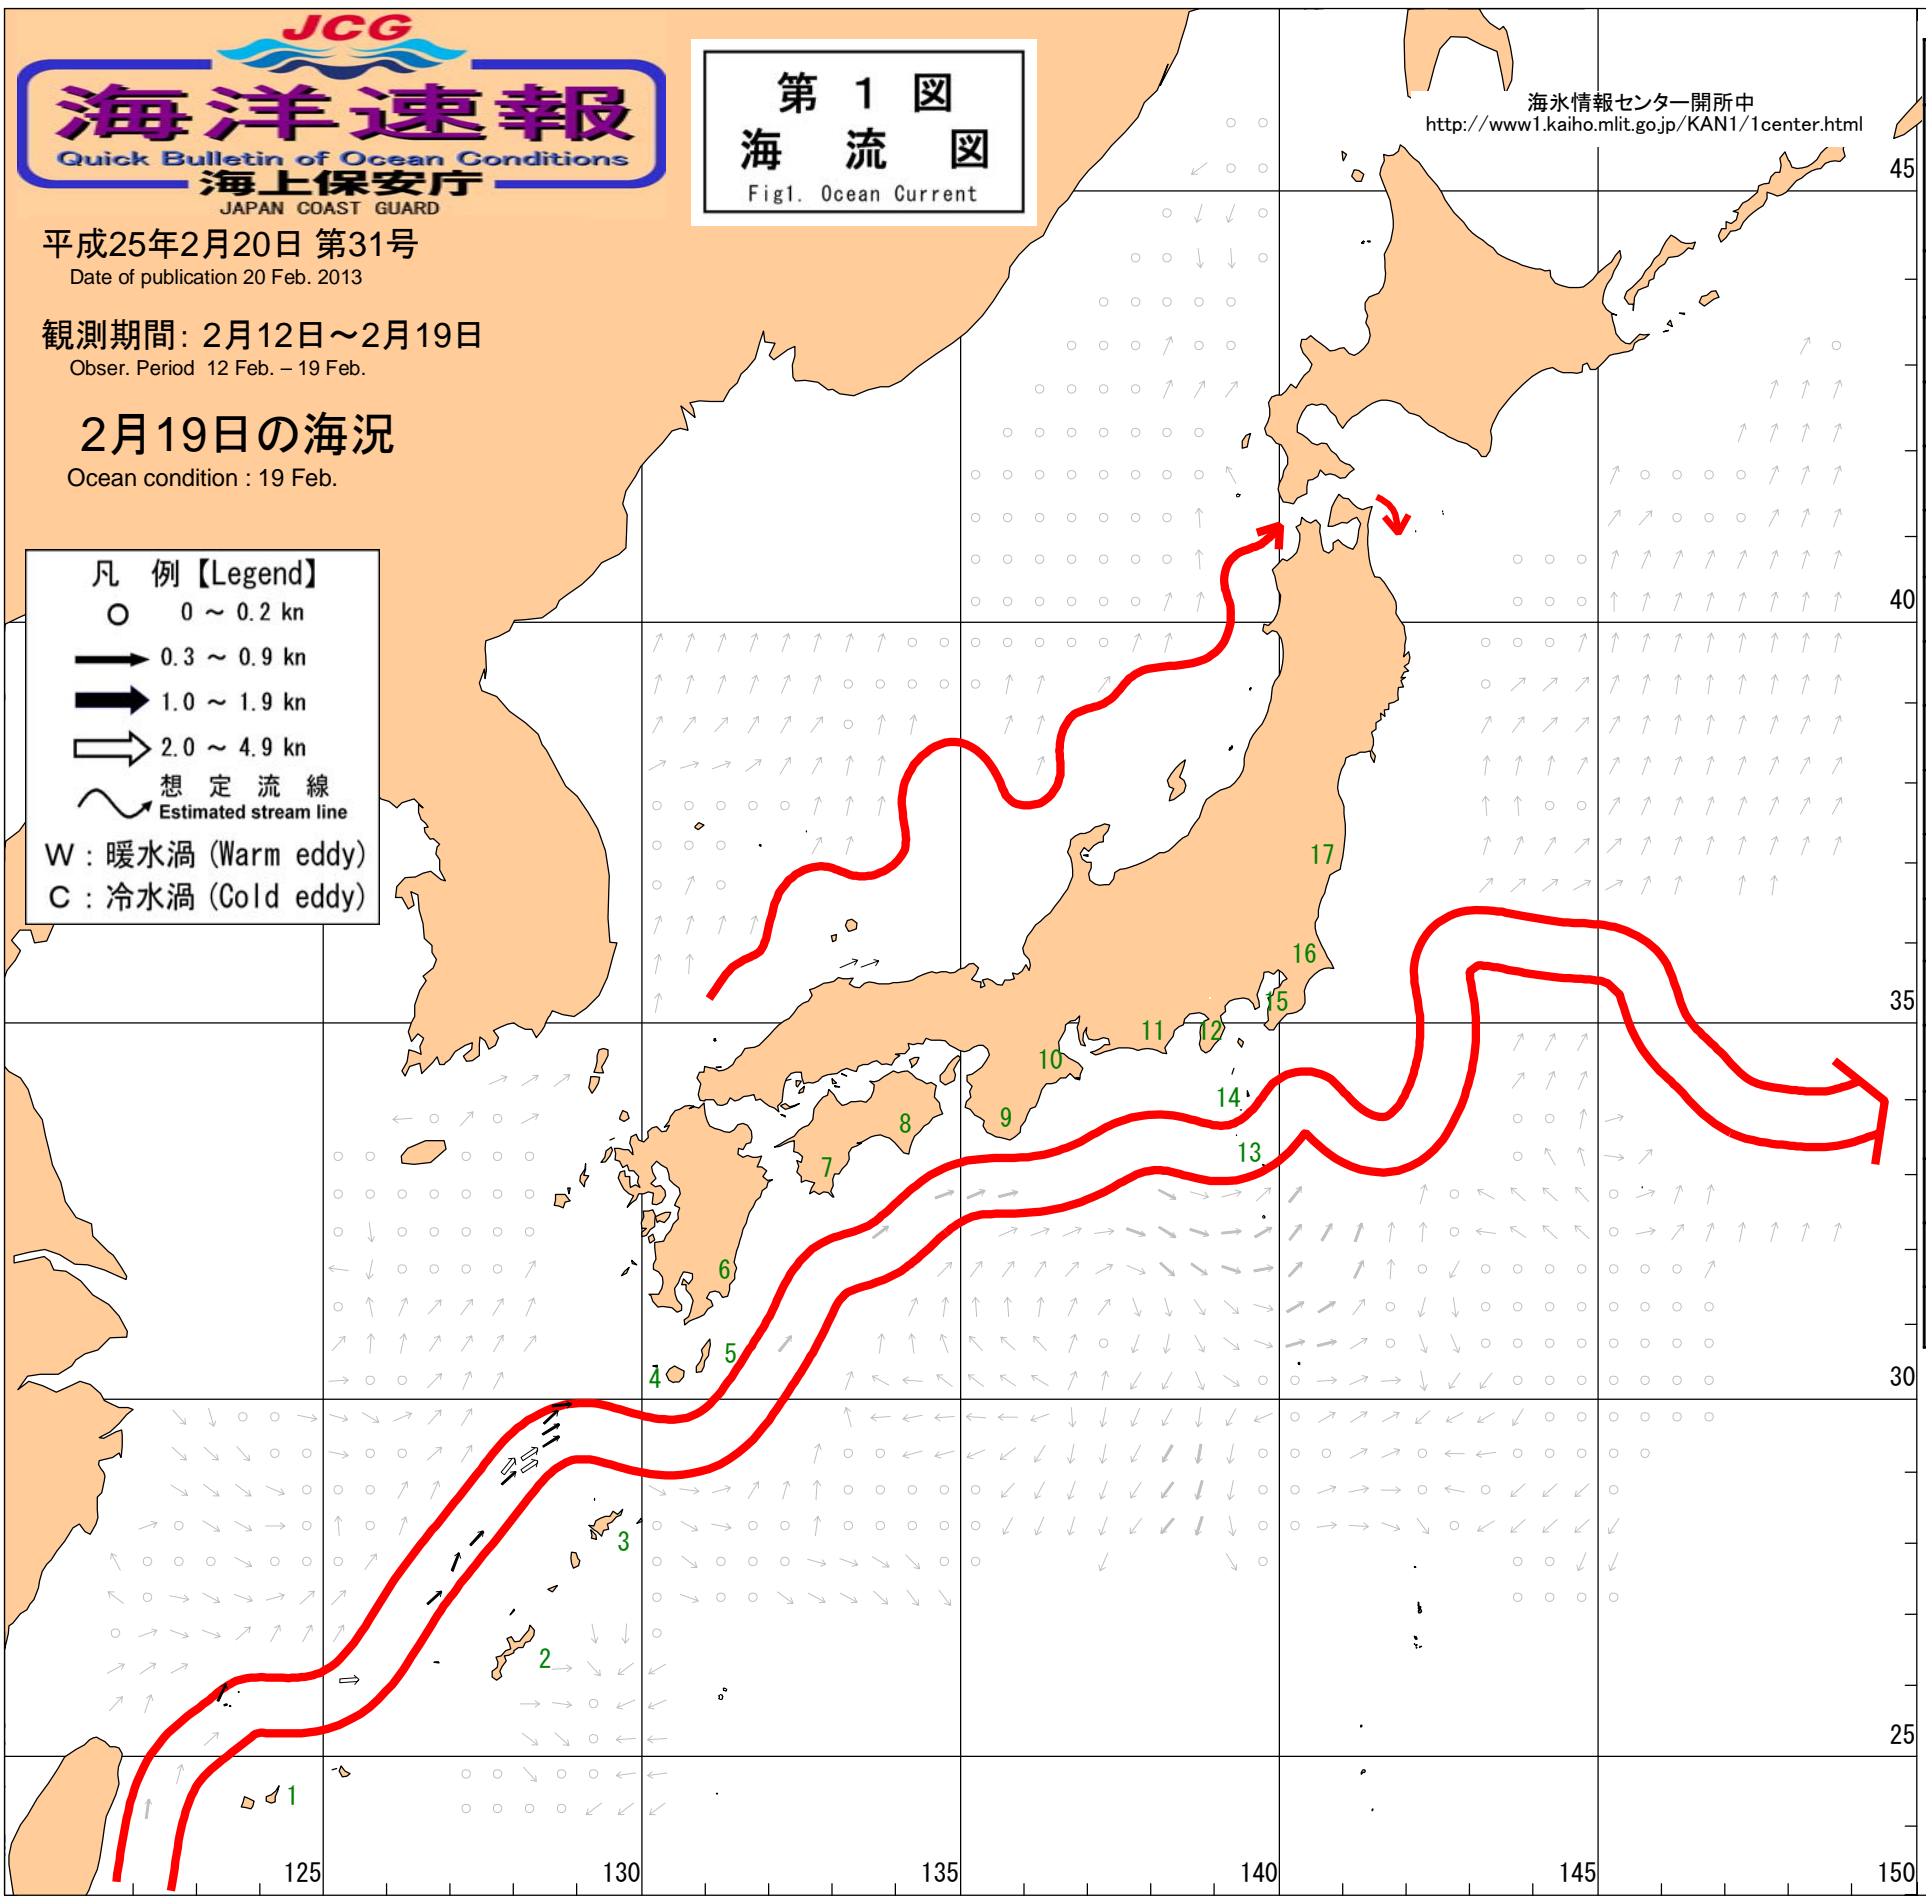 JCG
海洋速報
Quick Bulletin of Ocean Conditions
海上保安庁
JAPAN COAST GUARD
第 1 図
海 流 図
Fig1. Ocean Current
海氷情報センター開所中
http://www1.kaiho.mlit.go.jp/KAN1/1center.html
平成25年2月20日 第31号
Date of publication 20 Feb. 2013
観測期間: 2月12日~2月19日
Obser. Period 12 Feb. – 19 Feb.
2月19日の海況
Ocean condition : 19 Feb.
凡 例【Legend】
0 ~ 0.2 kn
0.3 ~ 0.9 kn
1.0 ~ 1.9 kn
2.0 ~ 4.9 kn
想 定 流 線
Estimated stream line
W : 暖水渦 (Warm eddy)
C : 冷水渦 (Cold eddy)
45
40
35
30
25
17
16
15
12
11
10
14
9
8
13
7
6
5
4
3
2
1
125
130
135
140
145
150